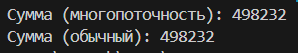 Сумма (многопоточность): 498232
Сумма (обычный): 498232